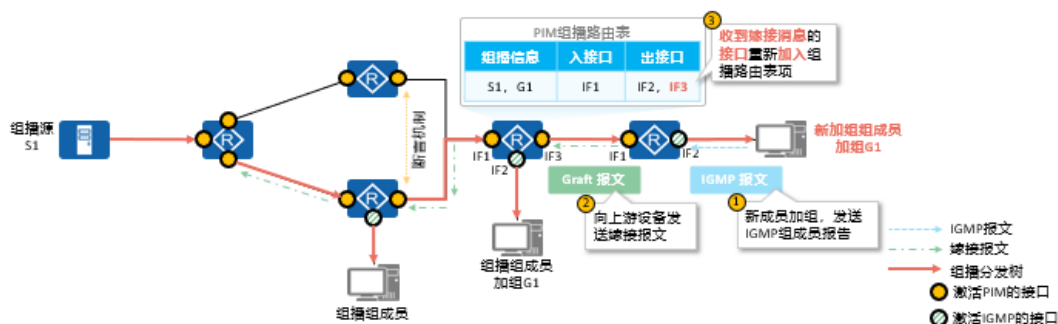 PIM组播路由表
组播信息 入接口 出接口
S1, G1 IF1 IF2, IF3
3
收到嫁接消息的
接口重新加入组
播路由表项
组播源
S1
R
R
R
R
R
断言机制
IF1
IF2
IF3
IF1
IF2
新加组组成员
加组G1
Graft 报文
IGMP 报文
2
向上游设备发
送嫁接报文
1
新成员加组，发送
IGMP组成员报告
组播组成员
加组G1
组播组成员
IGMP报文
嫁接报文
组播分发树
激活PIM的接口
激活IGMP的接口